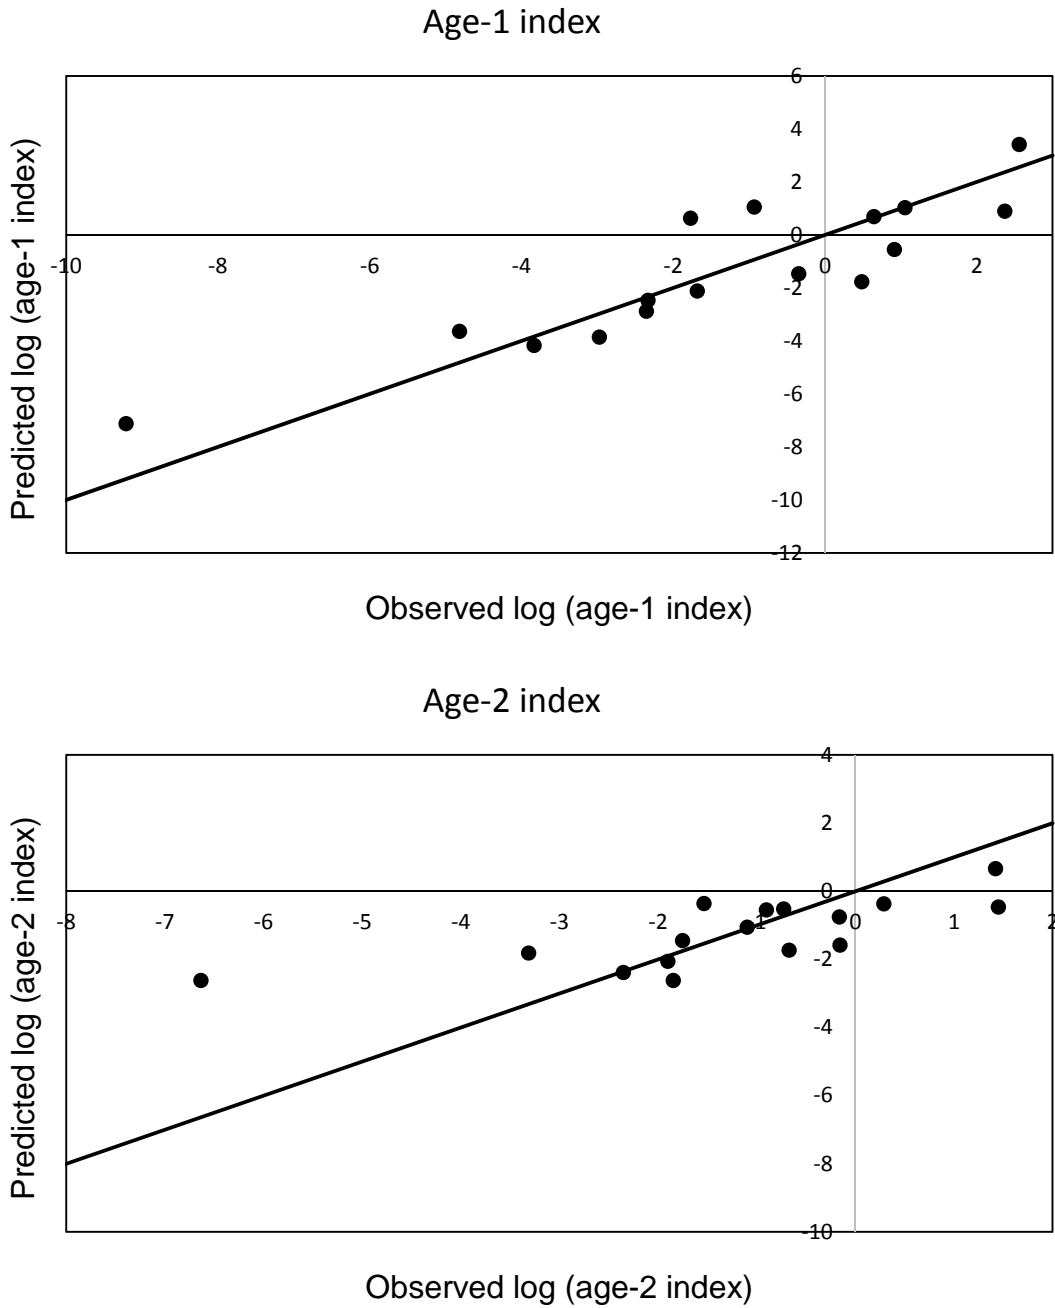 Age-1 index
6
4
2
0
-10 -8 -6 -4 -2 0 2
-2
-4
-6
-8
-10
-12
Predicted log (age-1 index)
Observed log (age-1 index)
Age-2 index
4
2
0
-8 -7 -6 -5 -4 -3 -2 -1 0 1 2
-2
-4
-6
-8
-10
Predicted log (age-2 index)
Observed log (age-2 index)